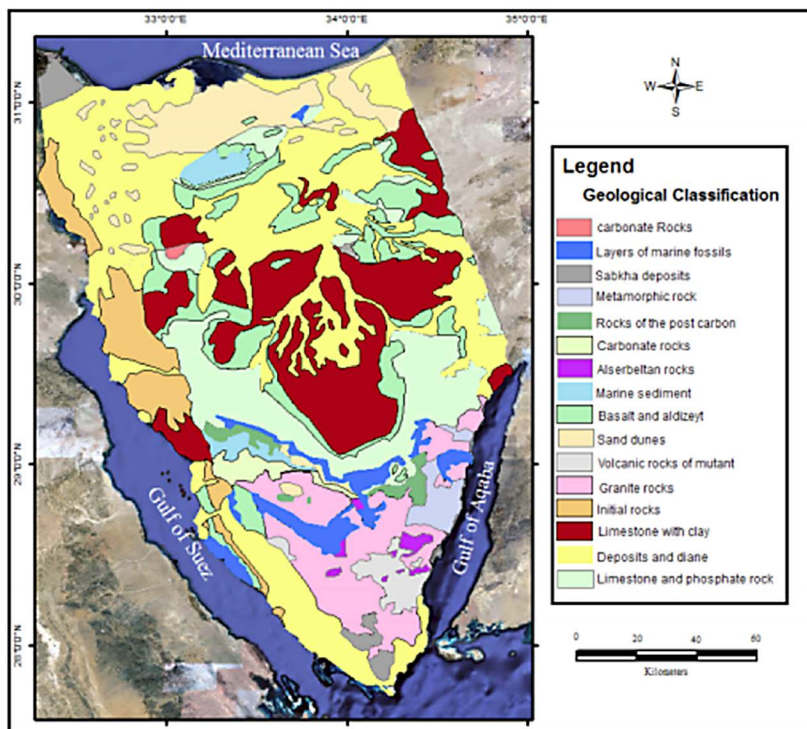 33°0'0"E 34°0'0"E 35°0'0"E
Mediterranean Sea
31°0'0"N
30°0'0"N
29°0'0"N
28°0'0"N
Gulf of Suez
Gulf of Aqaba
N
W E
S
Legend
Geological Classification
carbonate Rocks
Layers of marine fossils
Sabkha deposits
Metamorphic rock
Rocks of the post carbon
Carbonate rocks
Alserbeltan rocks
Marine sediment
Basalt and aldizeyt
Sand dunes
Volcanic rocks of mutant
Granite rocks
Initial rocks
Limestone with clay
Deposits and diane
Limestone and phosphate rock
0 20 40 60
Kilometers